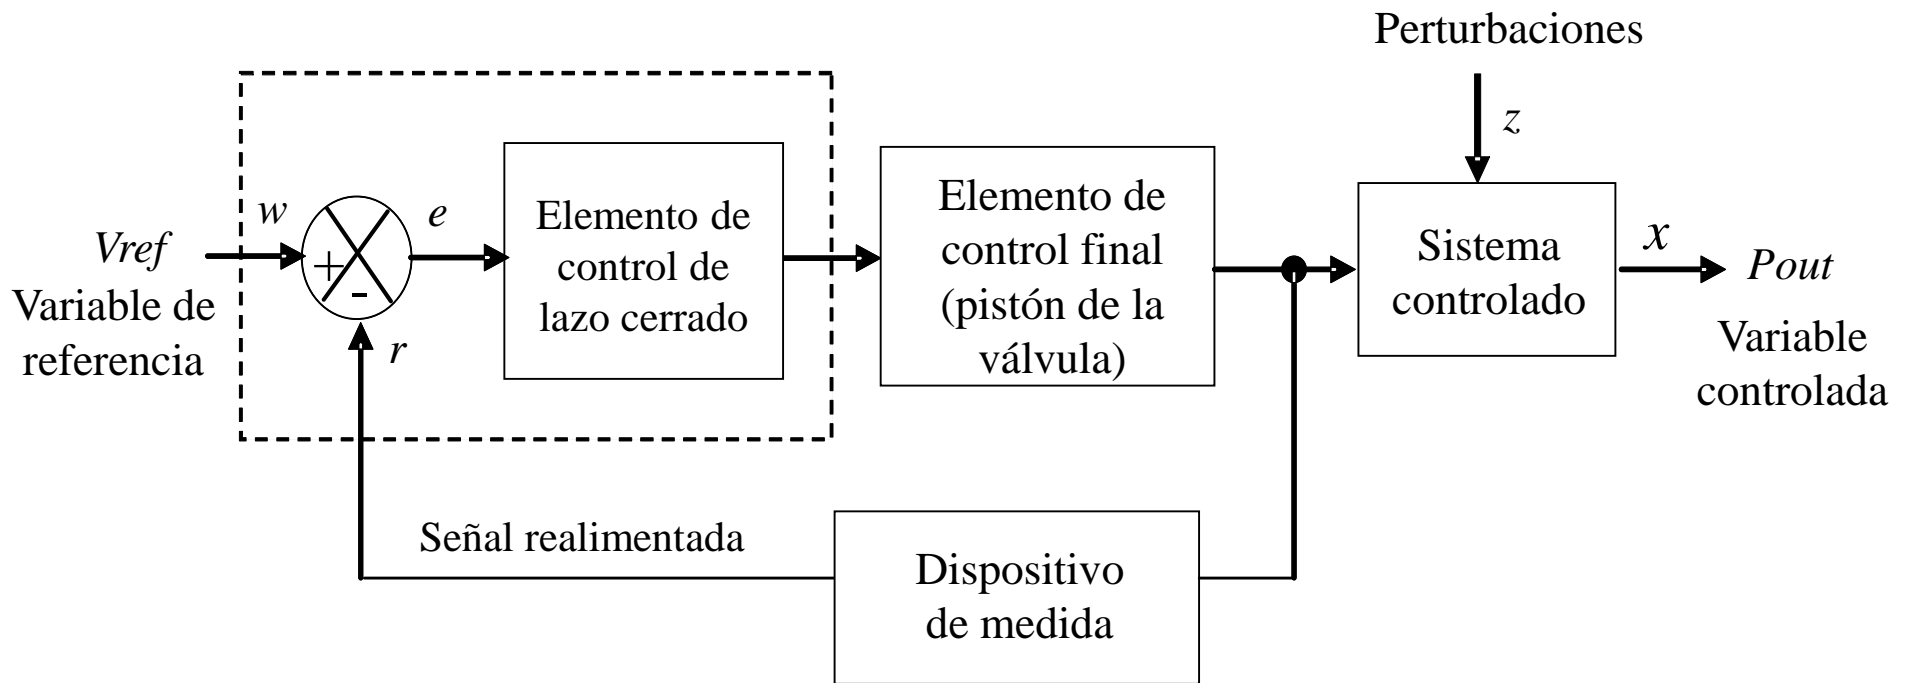 Perturbaciones
z
w
Vref
Variable de
referencia
+
-
e
r
Elemento de
control de
lazo cerrado
Elemento de
control final
(pistón de la
válvula)
Sistema
controlado
x
Pout
Variable
controlada
Señal realimentada
Dispositivo
de medida